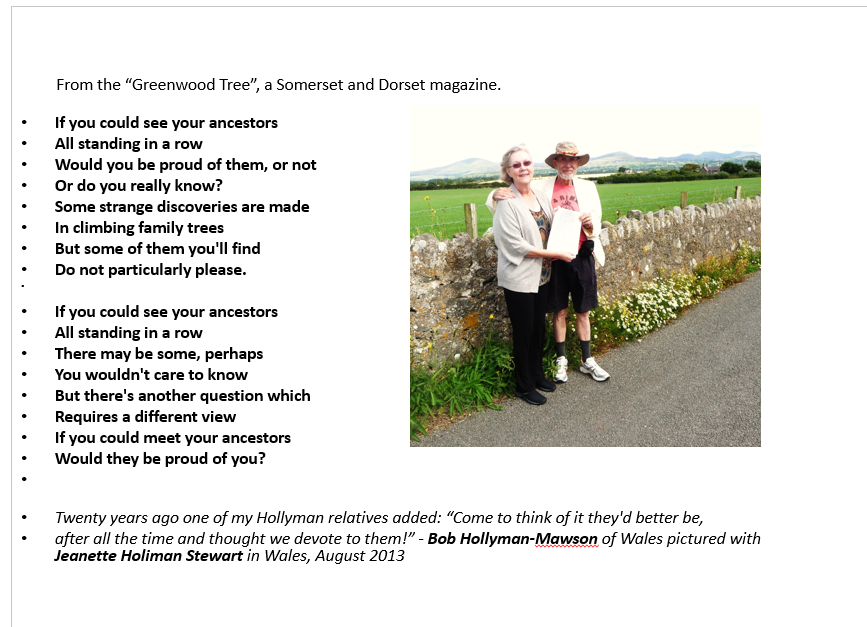 From the “Greenwood Tree”, a Somerset and Dorset magazine.
• If you could see your ancestors
• All standing in a row
• Would you be proud of them, or not
• Or do you really know?
• Some strange discoveries are made
• In climbing family trees
• But some of them you'll find
• Do not particularly please.
•
• If you could see your ancestors
• All standing in a row
• There may be some, perhaps
• You wouldn't care to know
• But there's another question which
• Requires a different view
• If you could meet your ancestors
• Would they be proud of you?
•
• Twenty years ago one of my Hollyman relatives added: “Come to think of it they'd better be,
• after all the time and thought we devote to them!” - Bob Hollyman-Mawson of Wales pictured with
Jeanette Holiman Stewart in Wales, August 2013